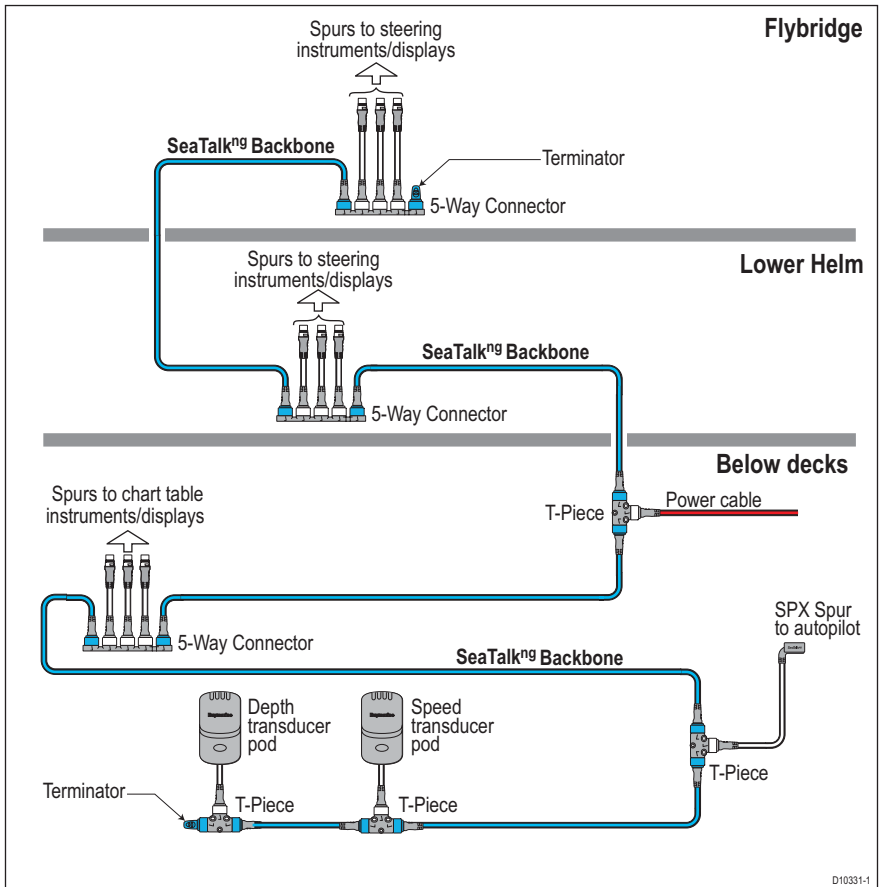 Flybridge
Spurs to steering
instruments/displays
SeaTalkng Backbone
Terminator
5-Way Connector
Lower Helm
Spurs to steering
instruments/displays
SeaTalkng Backbone
5-Way Connector
Below decks
Spurs to chart table
instruments/displays
T-Piece
Power cable
SPX Spur
to autopilot
5-Way Connector
SeaTalkng Backbone
Depth
transducer
pod
Speed
transducer
pod
T-Piece
Terminator
T-Piece
T-Piece
D10331-1